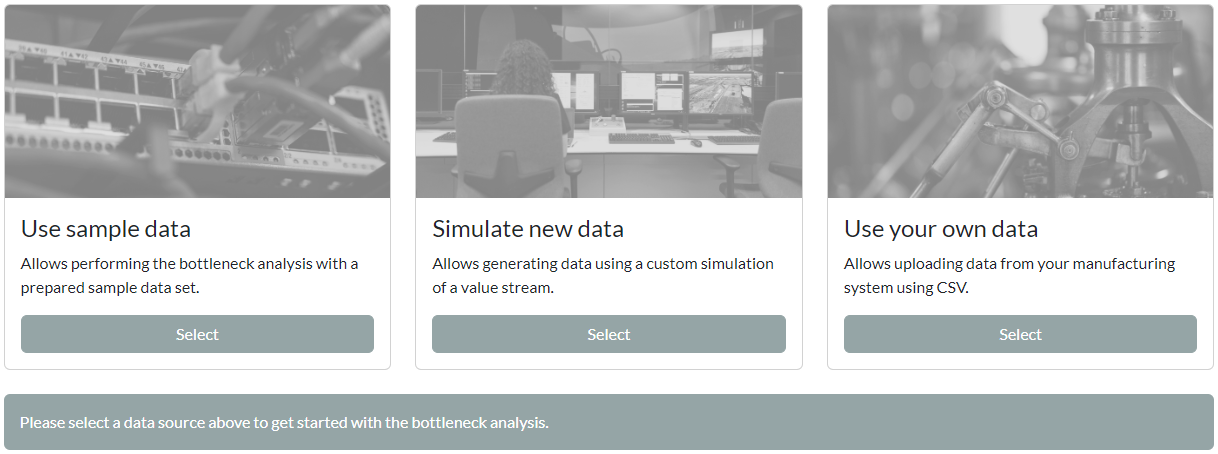 Use sample data
Allows performing the bottleneck analysis with a
prepared sample data set.
Select
Simulate new data
Allows generating data using a custom simulation
of a value stream.
Select
Use your own data
Allows uploading data from your manufacturing
system using CSV.
Select
Please select a data source above to get started with the bottleneck analysis.